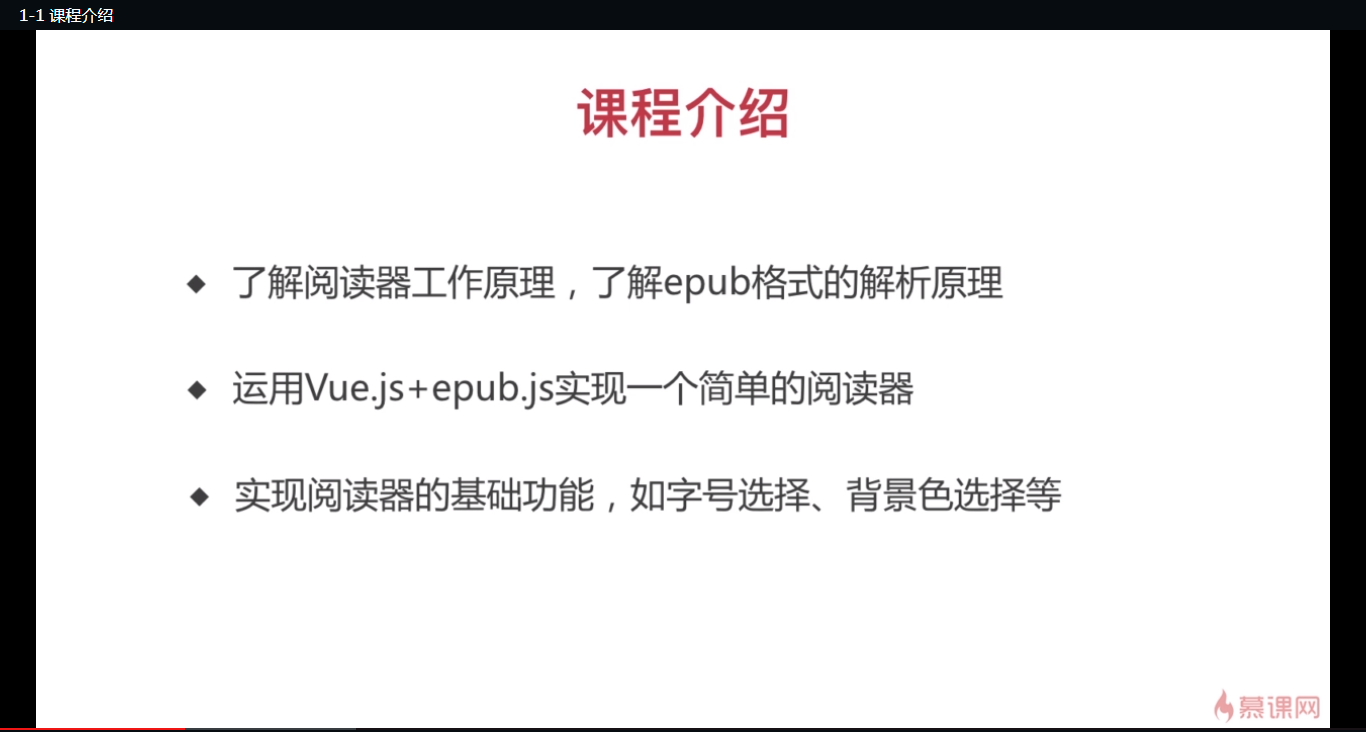 1-1 课程介绍
课程介绍
◆ 了解阅读器工作原理，了解epub格式的解析原理
◆ 运用Vue.js+epub.js实现一个简单的阅读器
◆ 实现阅读器的基础功能，如字号选择、背景色选择等
慕课网